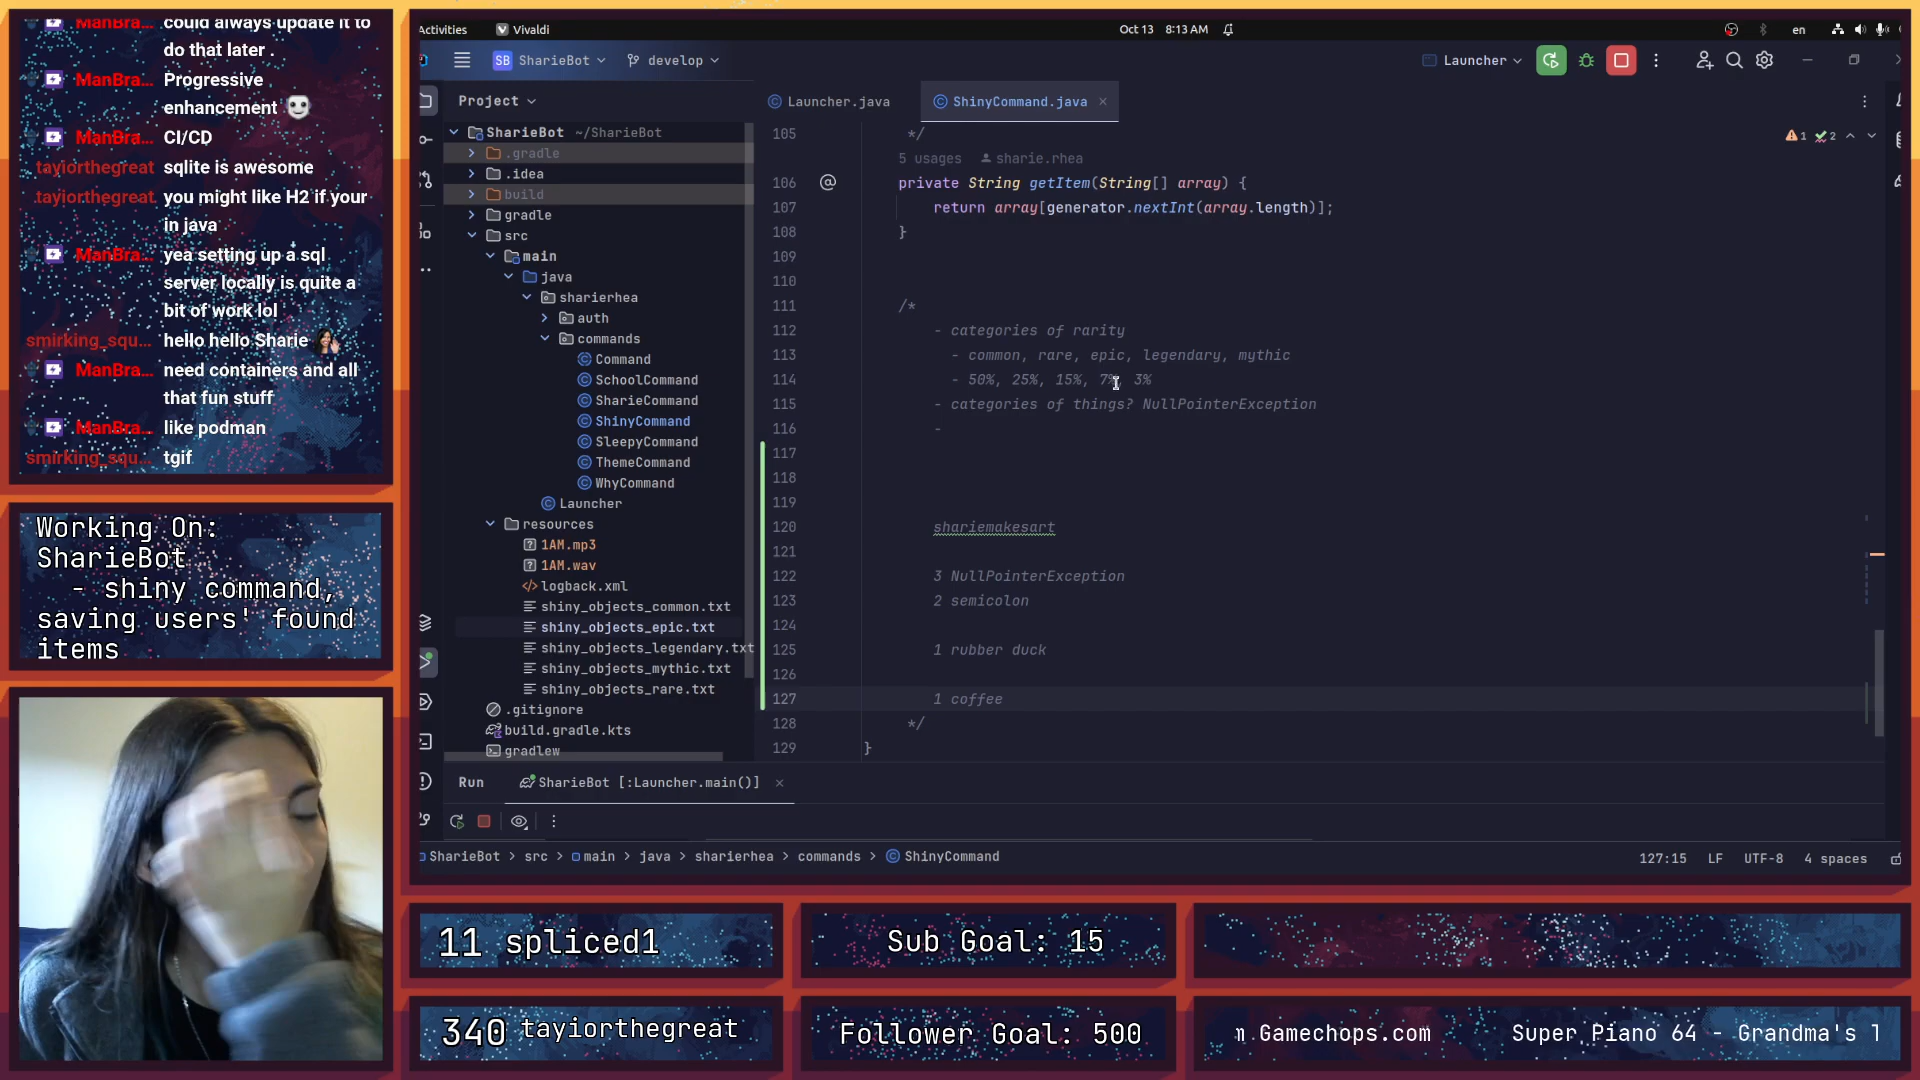 ManBra... could always update it to
do that later .
ManBra... Progressive
enhancement
ManBra... CI/CD
tayiorthegreat sqlite is awesome
tayiorthegreat you might like H2 if your
in java
ManBra... yea setting up a sql
server locally is quite a
bit of work lol
smirking_squ... hello hello Sharie
ManBra... need containers and all
that fun stuff
ManBra... like podman
smirking_squ... tgif
Working On:
SharieBot
- shiny command,
saving users' found
items
Activities
Vivaldi
Oct 13 8:13 AM
en
SB SharieBot
develop
Launcher
Project
Launcher.java
ShinyCommand.java
SharieBot ~/SharieBot
.gradle
.idea
build
gradle
src
main
java
sharierhea
auth
commands
Command
SchoolCommand
SharieCommand
ShinyCommand
SleepyCommand
ThemeCommand
WhyCommand
Launcher
resources
1AM.mp3
1AM.wav
logback.xml
shiny_objects_common.txt
shiny_objects_epic.txt
shiny_objects_legendary.txt
shiny_objects_mythic.txt
shiny_objects_rare.txt
.gitignore
build.gradle.kts
gradlew
1 2
105 */
5 usages sharie.rhea
106 private String getItem(String[] array) {
107 return array[generator.nextInt(array.length)];
108 }
109
110
111 /*
112 - categories of rarity
113 - common, rare, epic, legendary, mythic
114 - 50%, 25%, 15%, 7%, 3%
115 - categories of things? NullPointerException
116 -
117
118
119
120 shariemakesart
121
122 3 NullPointerException
123 2 semicolon
124
125 1 rubber duck
126
127 1 coffee
128 */
129 }
Run SharieBot [:Launcher.main()]
SharieBot > src > main > java > sharierhea > commands > ShinyCommand
127:15 LF UTF-8 4 spaces
11 spliced1
Sub Goal: 15
340 tayiorthegreat
Follower Goal: 500
Gamechops.com Super Piano 64 - Grandma's